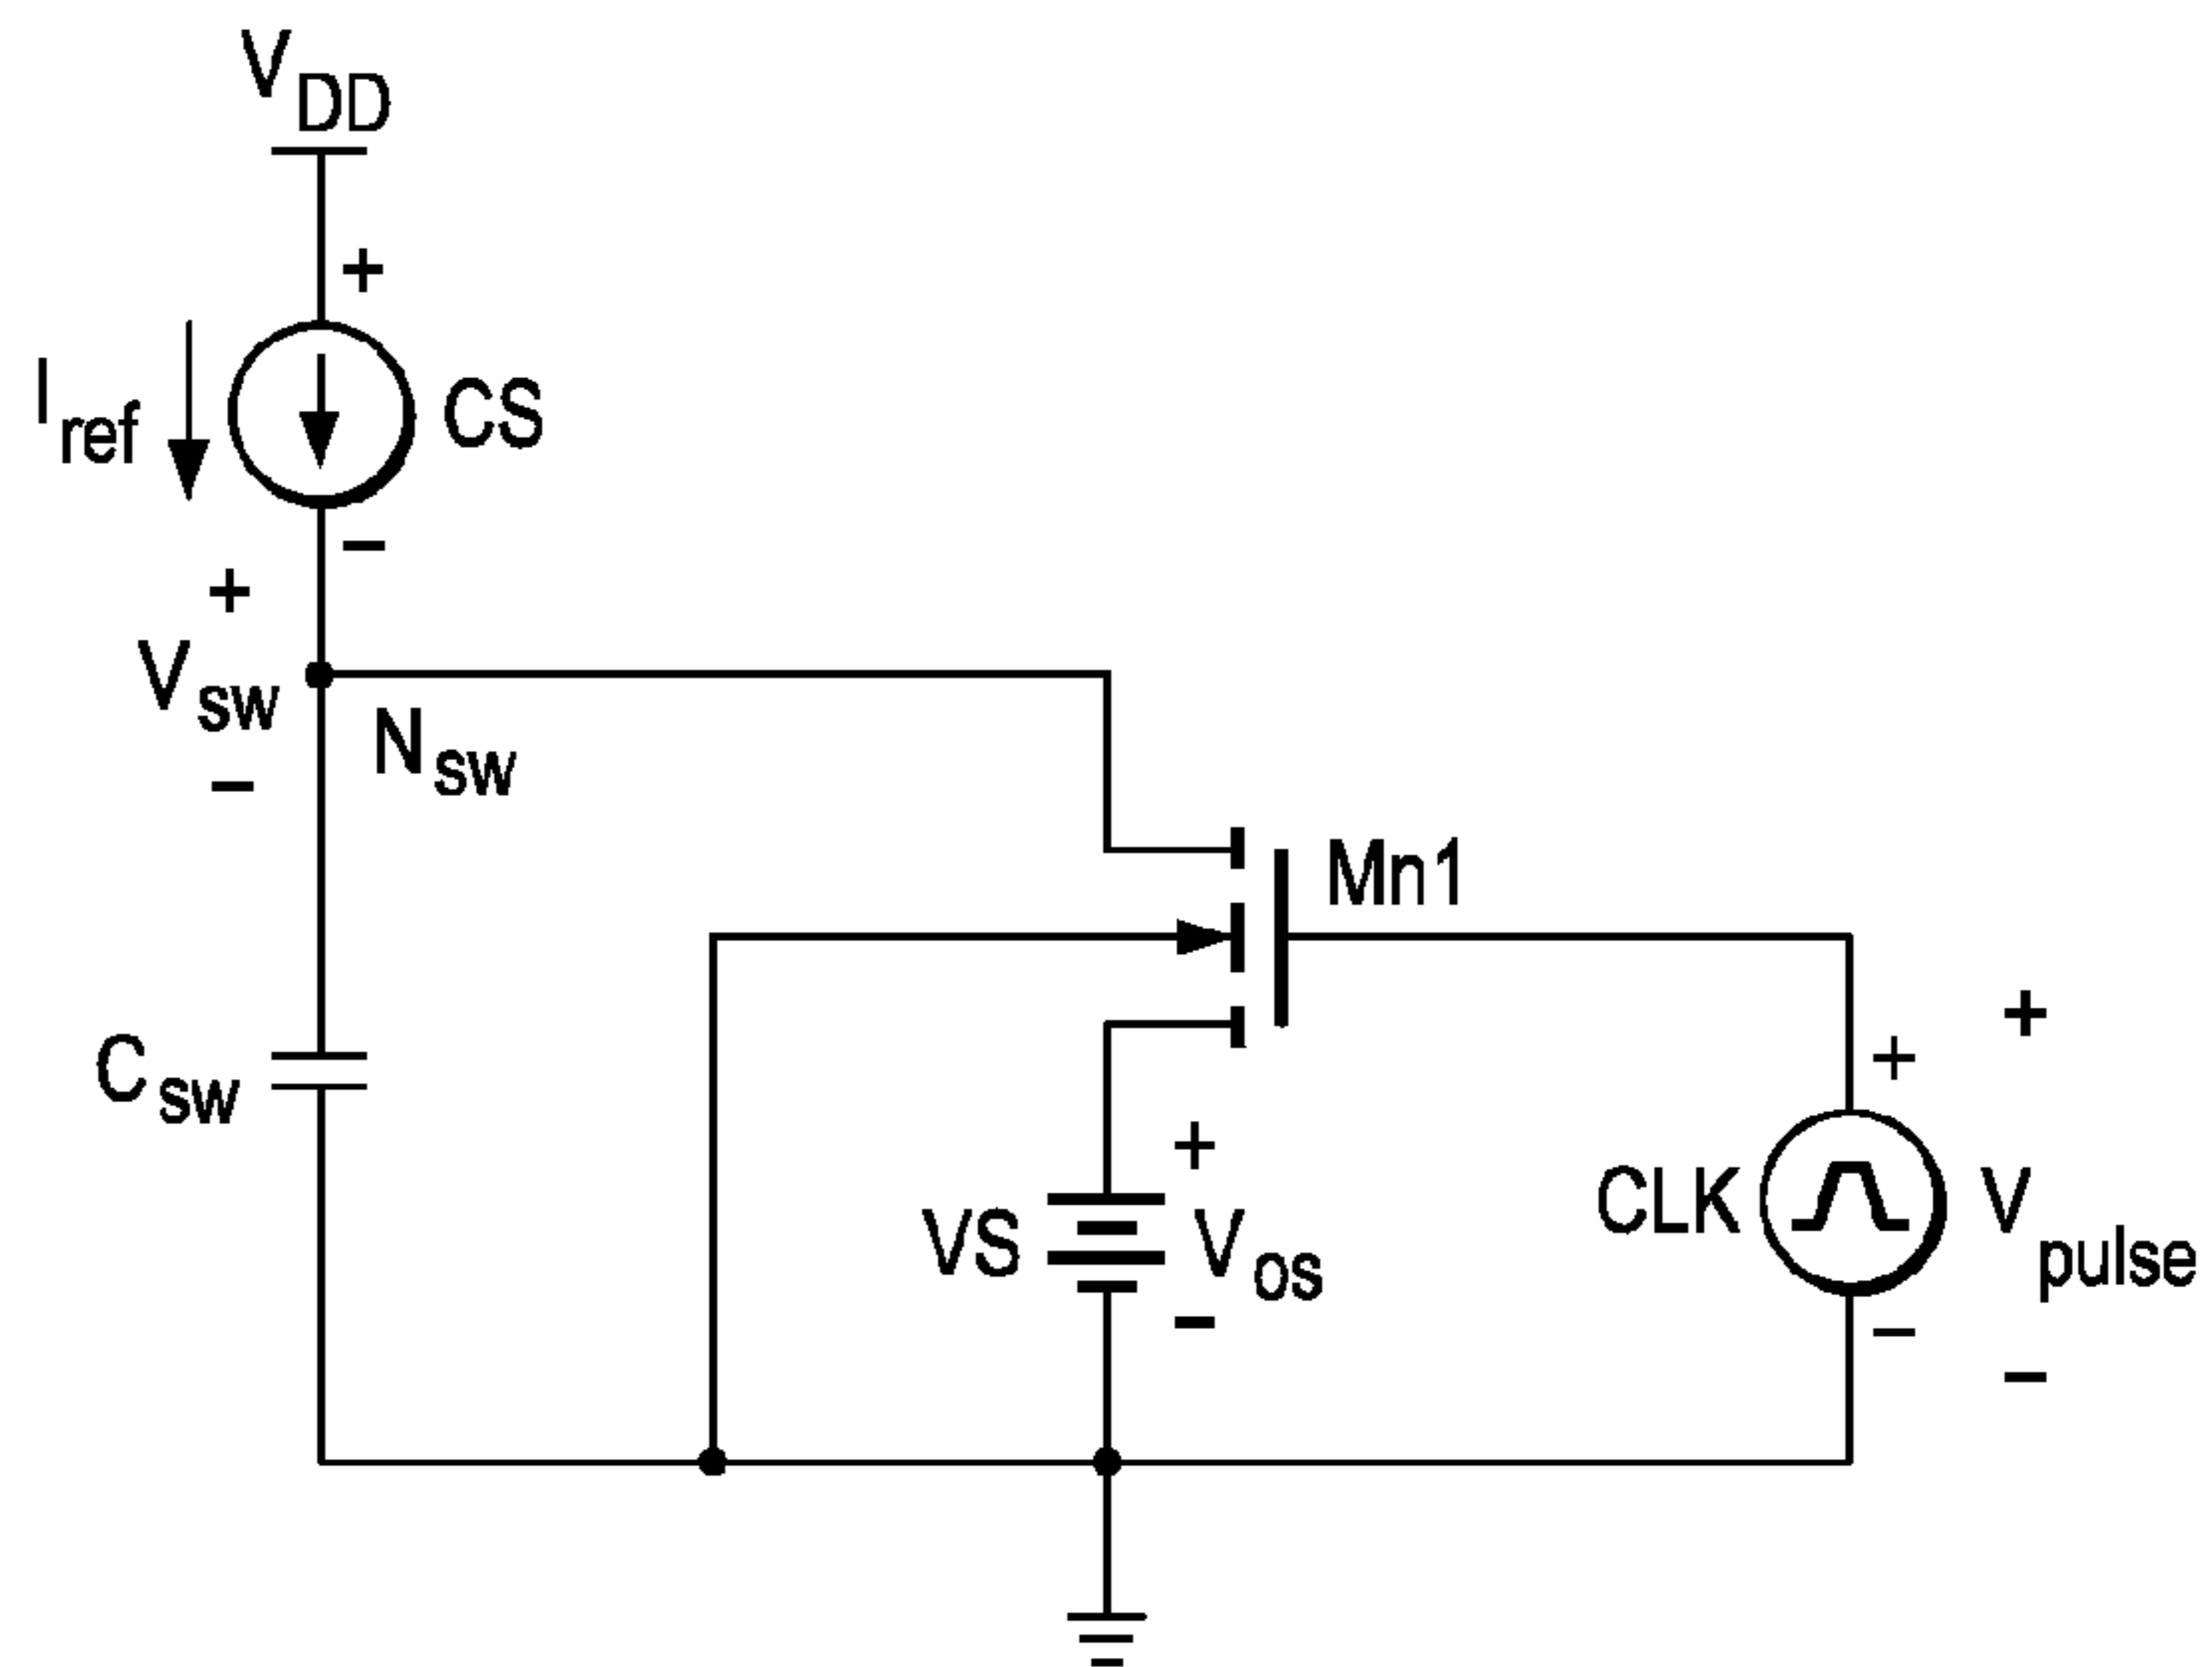 VDD
+
Iref
CS
−
+
Vsw
−
Nsw
Mn1
Csw
+
VS
Vos
−
+
+
CLK
Vpulse
−
−